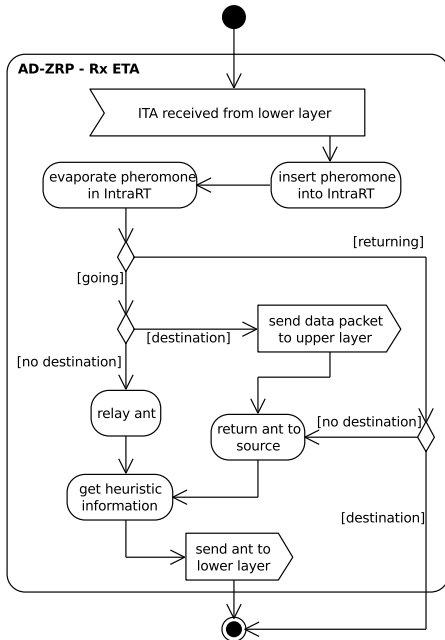 AD-ZRP - Rx ETA
ITA received from lower layer
evaporate pheromone
in IntraRT
insert pheromone
into IntraRT
[returning]
[going]
send data packet
to upper layer
[destination]
[no destination]
relay ant
return ant to
source
[no destination]
get heuristic
information
[destination]
send ant to
lower layer